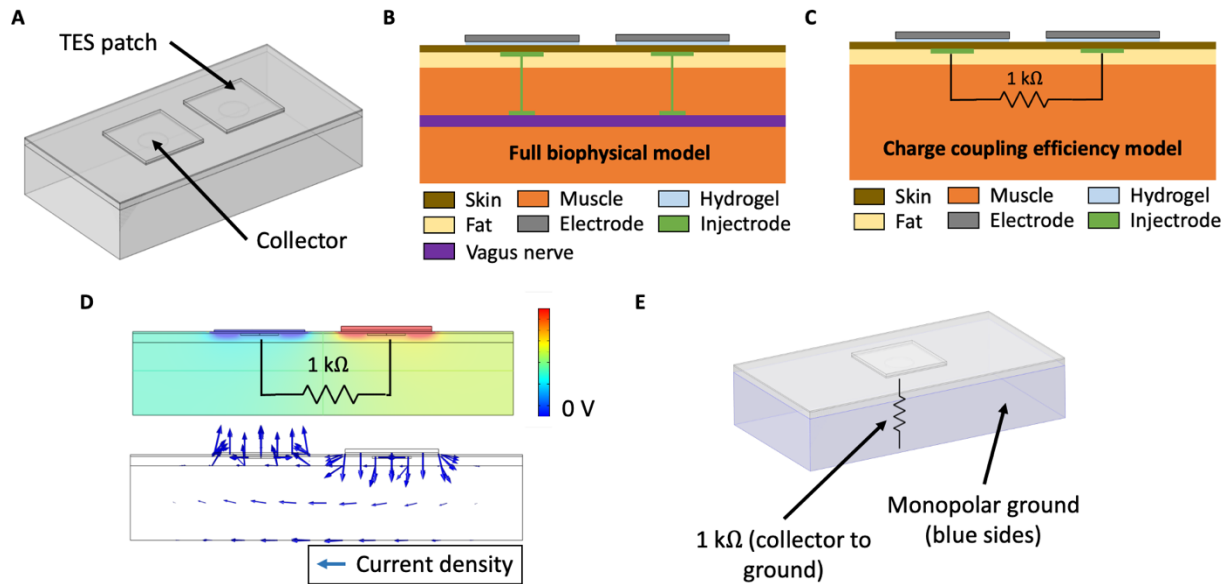 A
TES patch
Collector
B
Full biophysical model
Skin
Muscle
Hydrogel
Fat
Electrode
Injectrode
Vagus nerve
C
1 kΩ
Charge coupling efficiency model
Skin
Muscle
Hydrogel
Fat
Electrode
Injectrode
D
1 kΩ
0 V
Current density
E
1 kΩ (collector to
ground)
Monopolar ground
(blue sides)